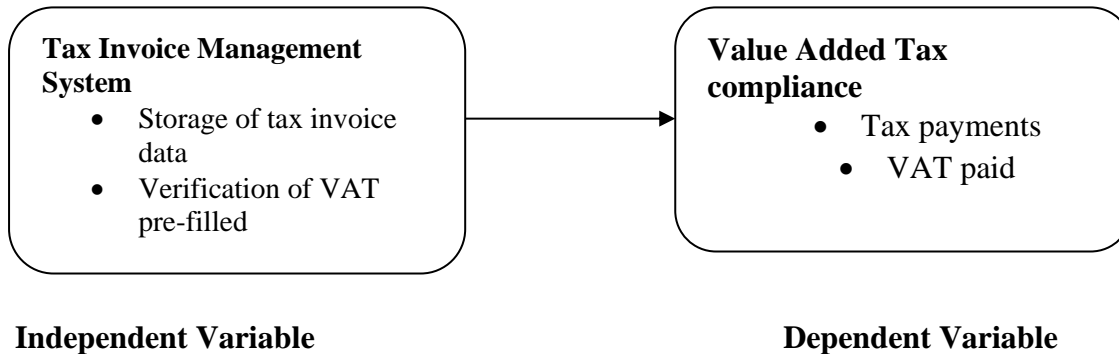 Tax Invoice Management
System
• Storage of tax invoice
data
• Verification of VAT
pre-filled
Value Added Tax
compliance
• Tax payments
• VAT paid
Independent Variable
Dependent Variable